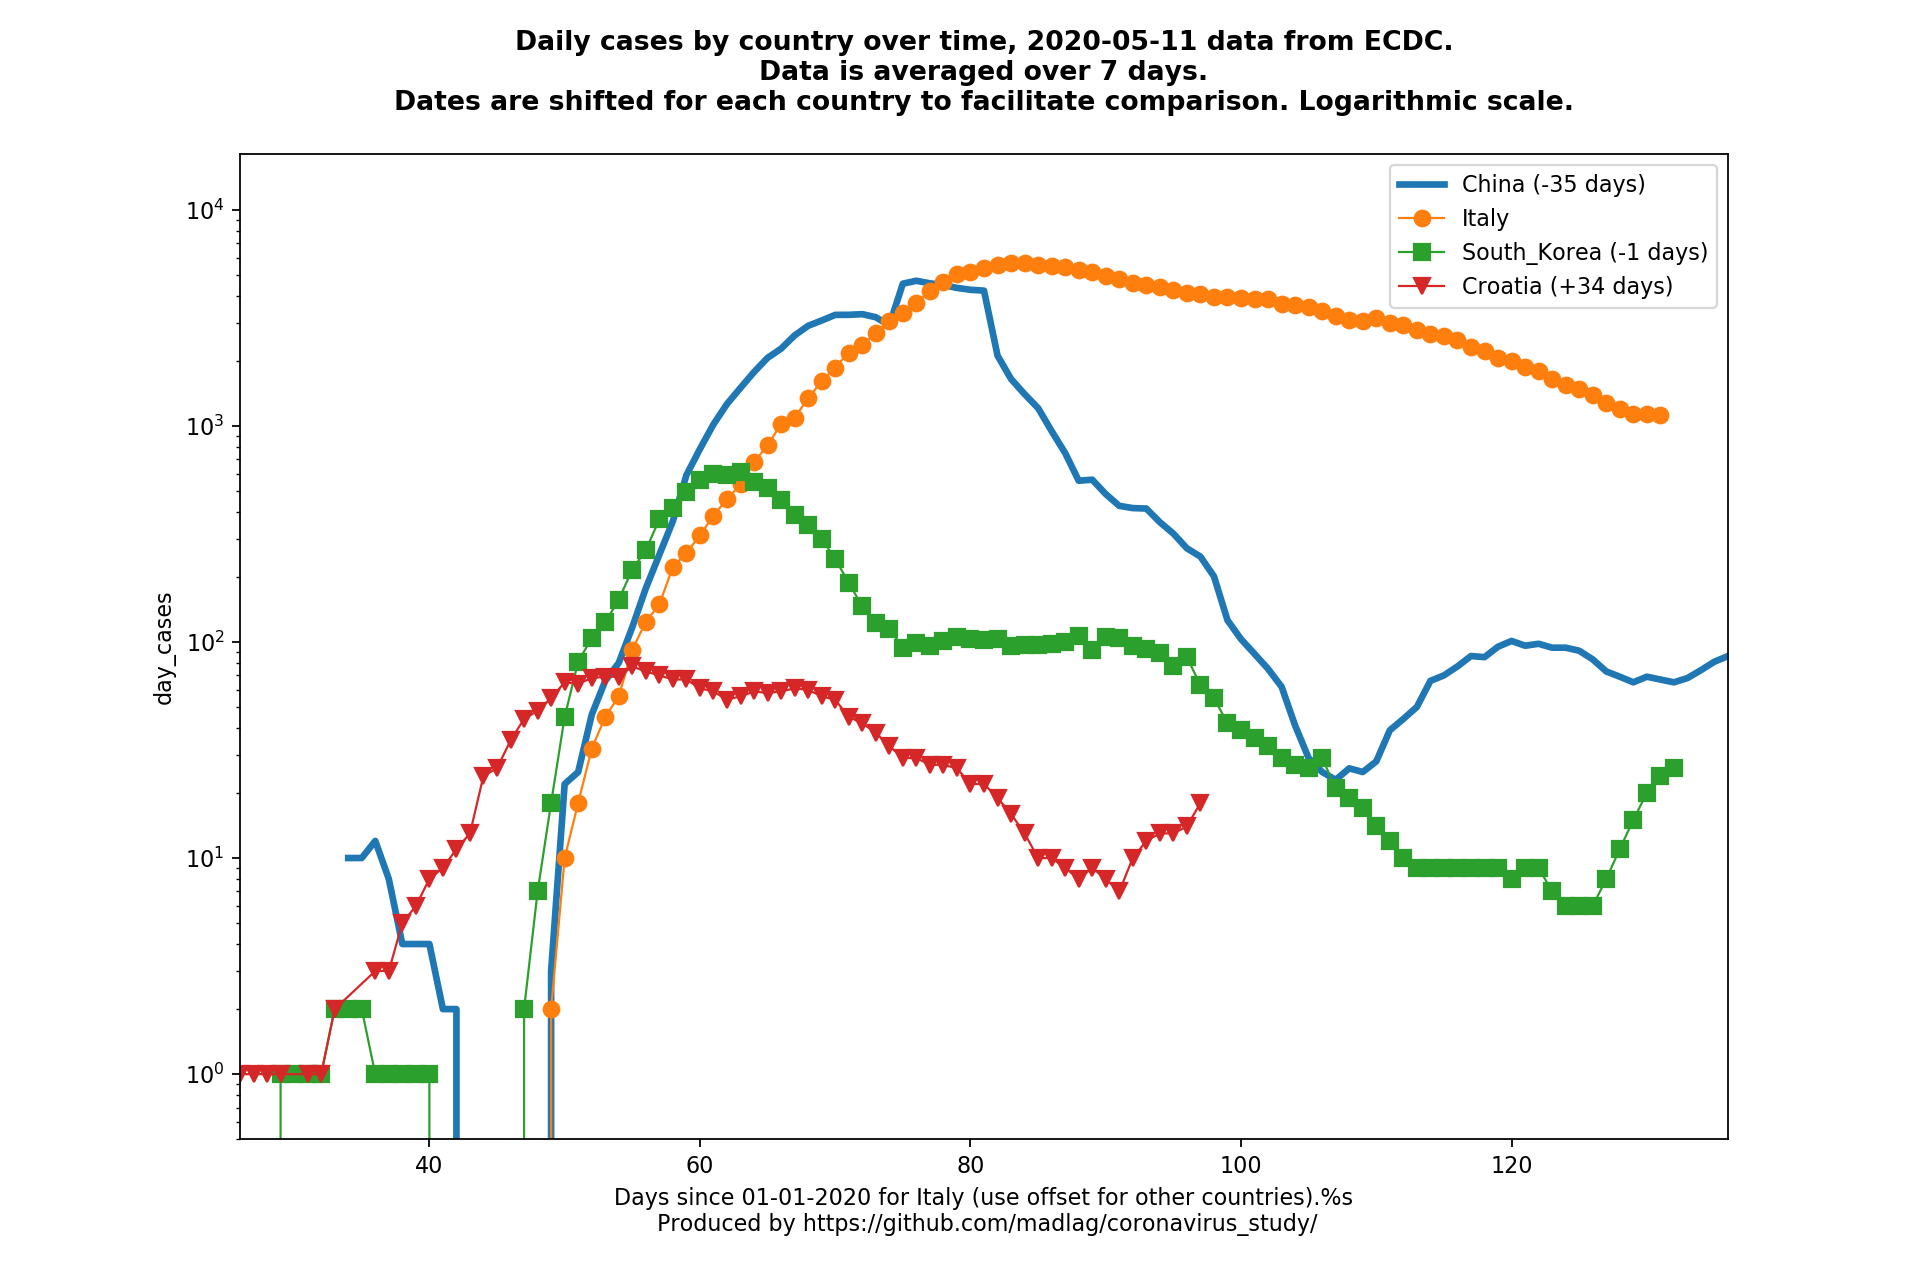 Daily cases by country over time, 2020-05-11 data from ECDC.
Data is averaged over 7 days.
Dates are shifted for each country to facilitate comparison. Logarithmic scale.
China (-35 days)
Italy
South_Korea (-1 days)
Croatia (+34 days)
10⁴
10³
10²
10¹
10⁰
day_cases
40 60 80 100 120
Days since 01-01-2020 for Italy (use offset for other countries).%s
Produced by https://github.com/madlag/coronavirus_study/